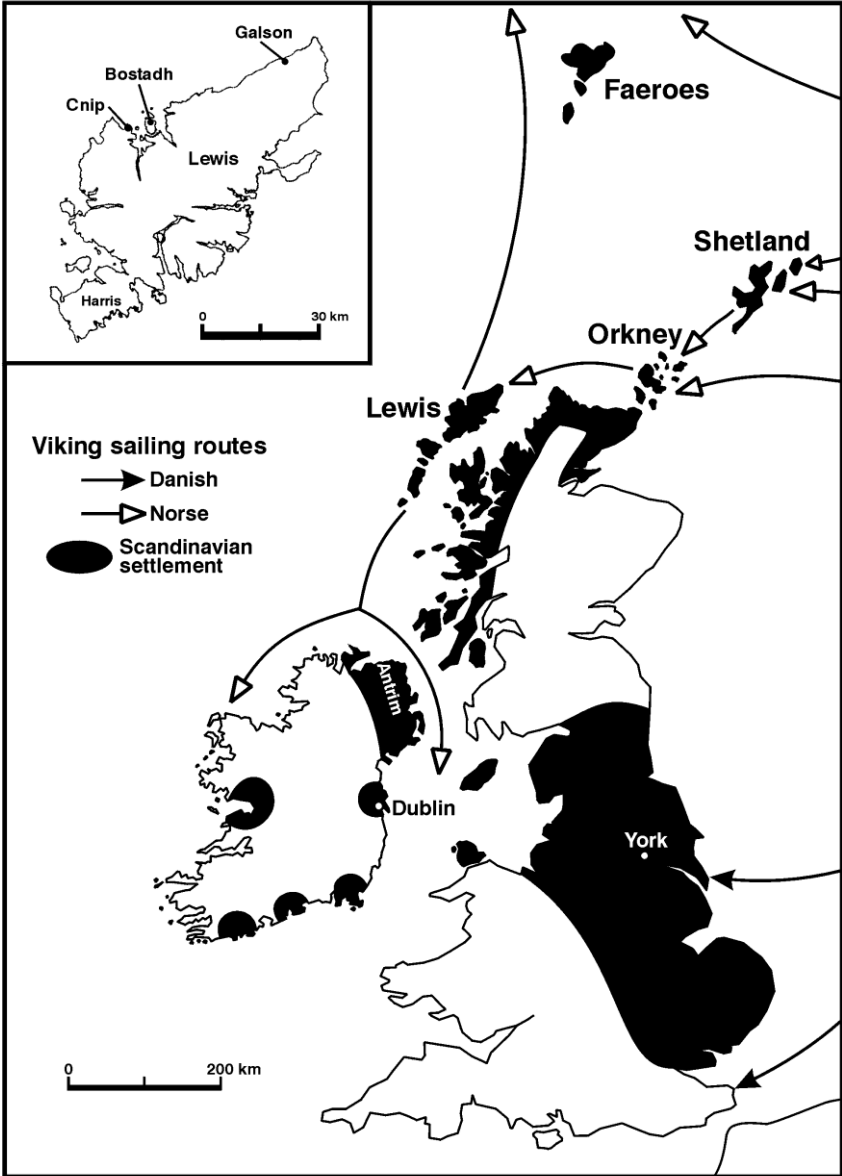 Galson
Bostadh
Cnip
Lewis
Harris
0 30 km
Faeroes
Shetland
Orkney
Lewis
Viking sailing routes
Danish
Norse
Scandinavian
settlement
Antrim
Dublin
York
0 200 km